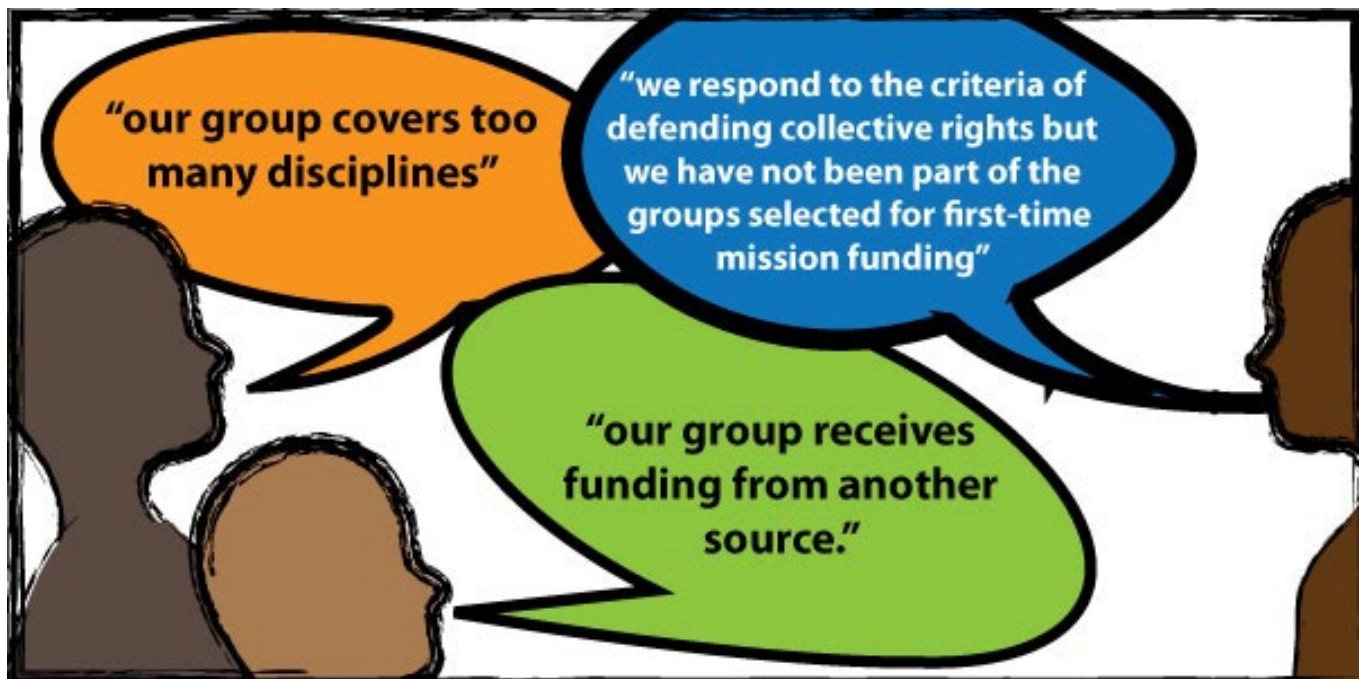 “our group covers too
many disciplines”
“we respond to the criteria of
defending collective rights but
we have not been part of the
groups selected for first-time
mission funding”
“our group receives
funding from another
source.”